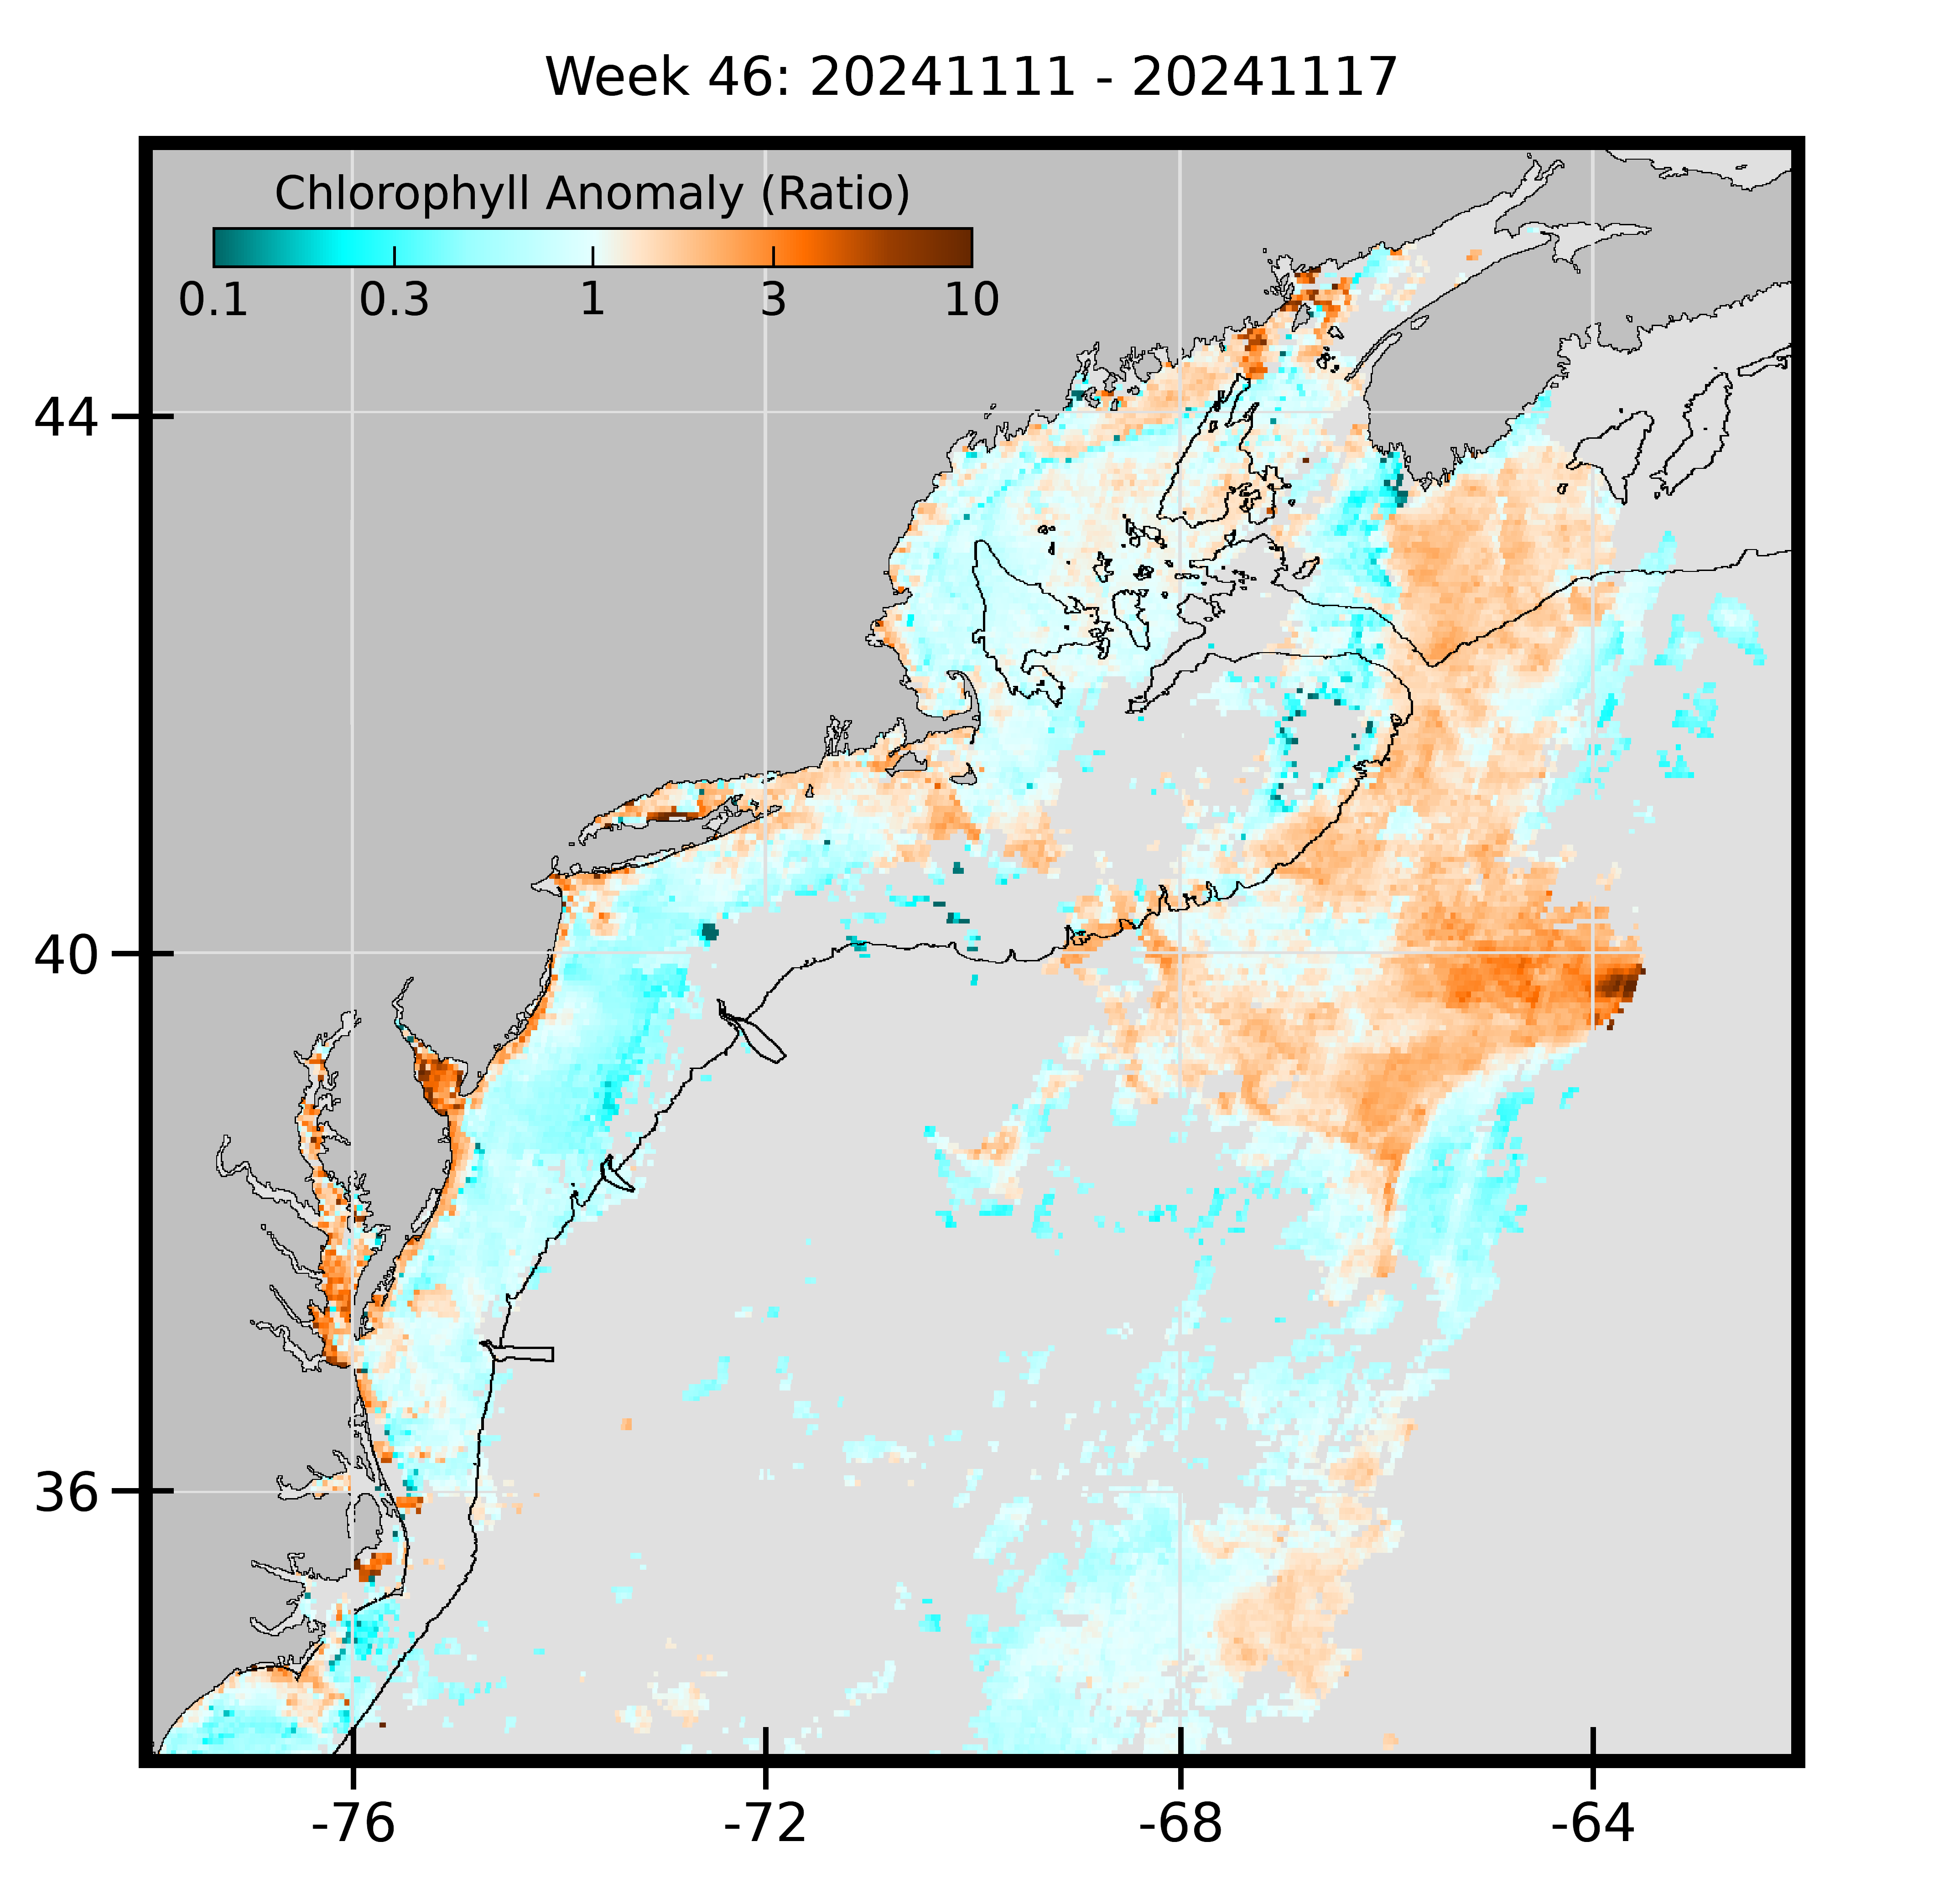 Week 46: 20241111 - 20241117
Chlorophyll Anomaly (Ratio)
0.1 0.3 1 3 10
44
40
36
-76 -72 -68 -64